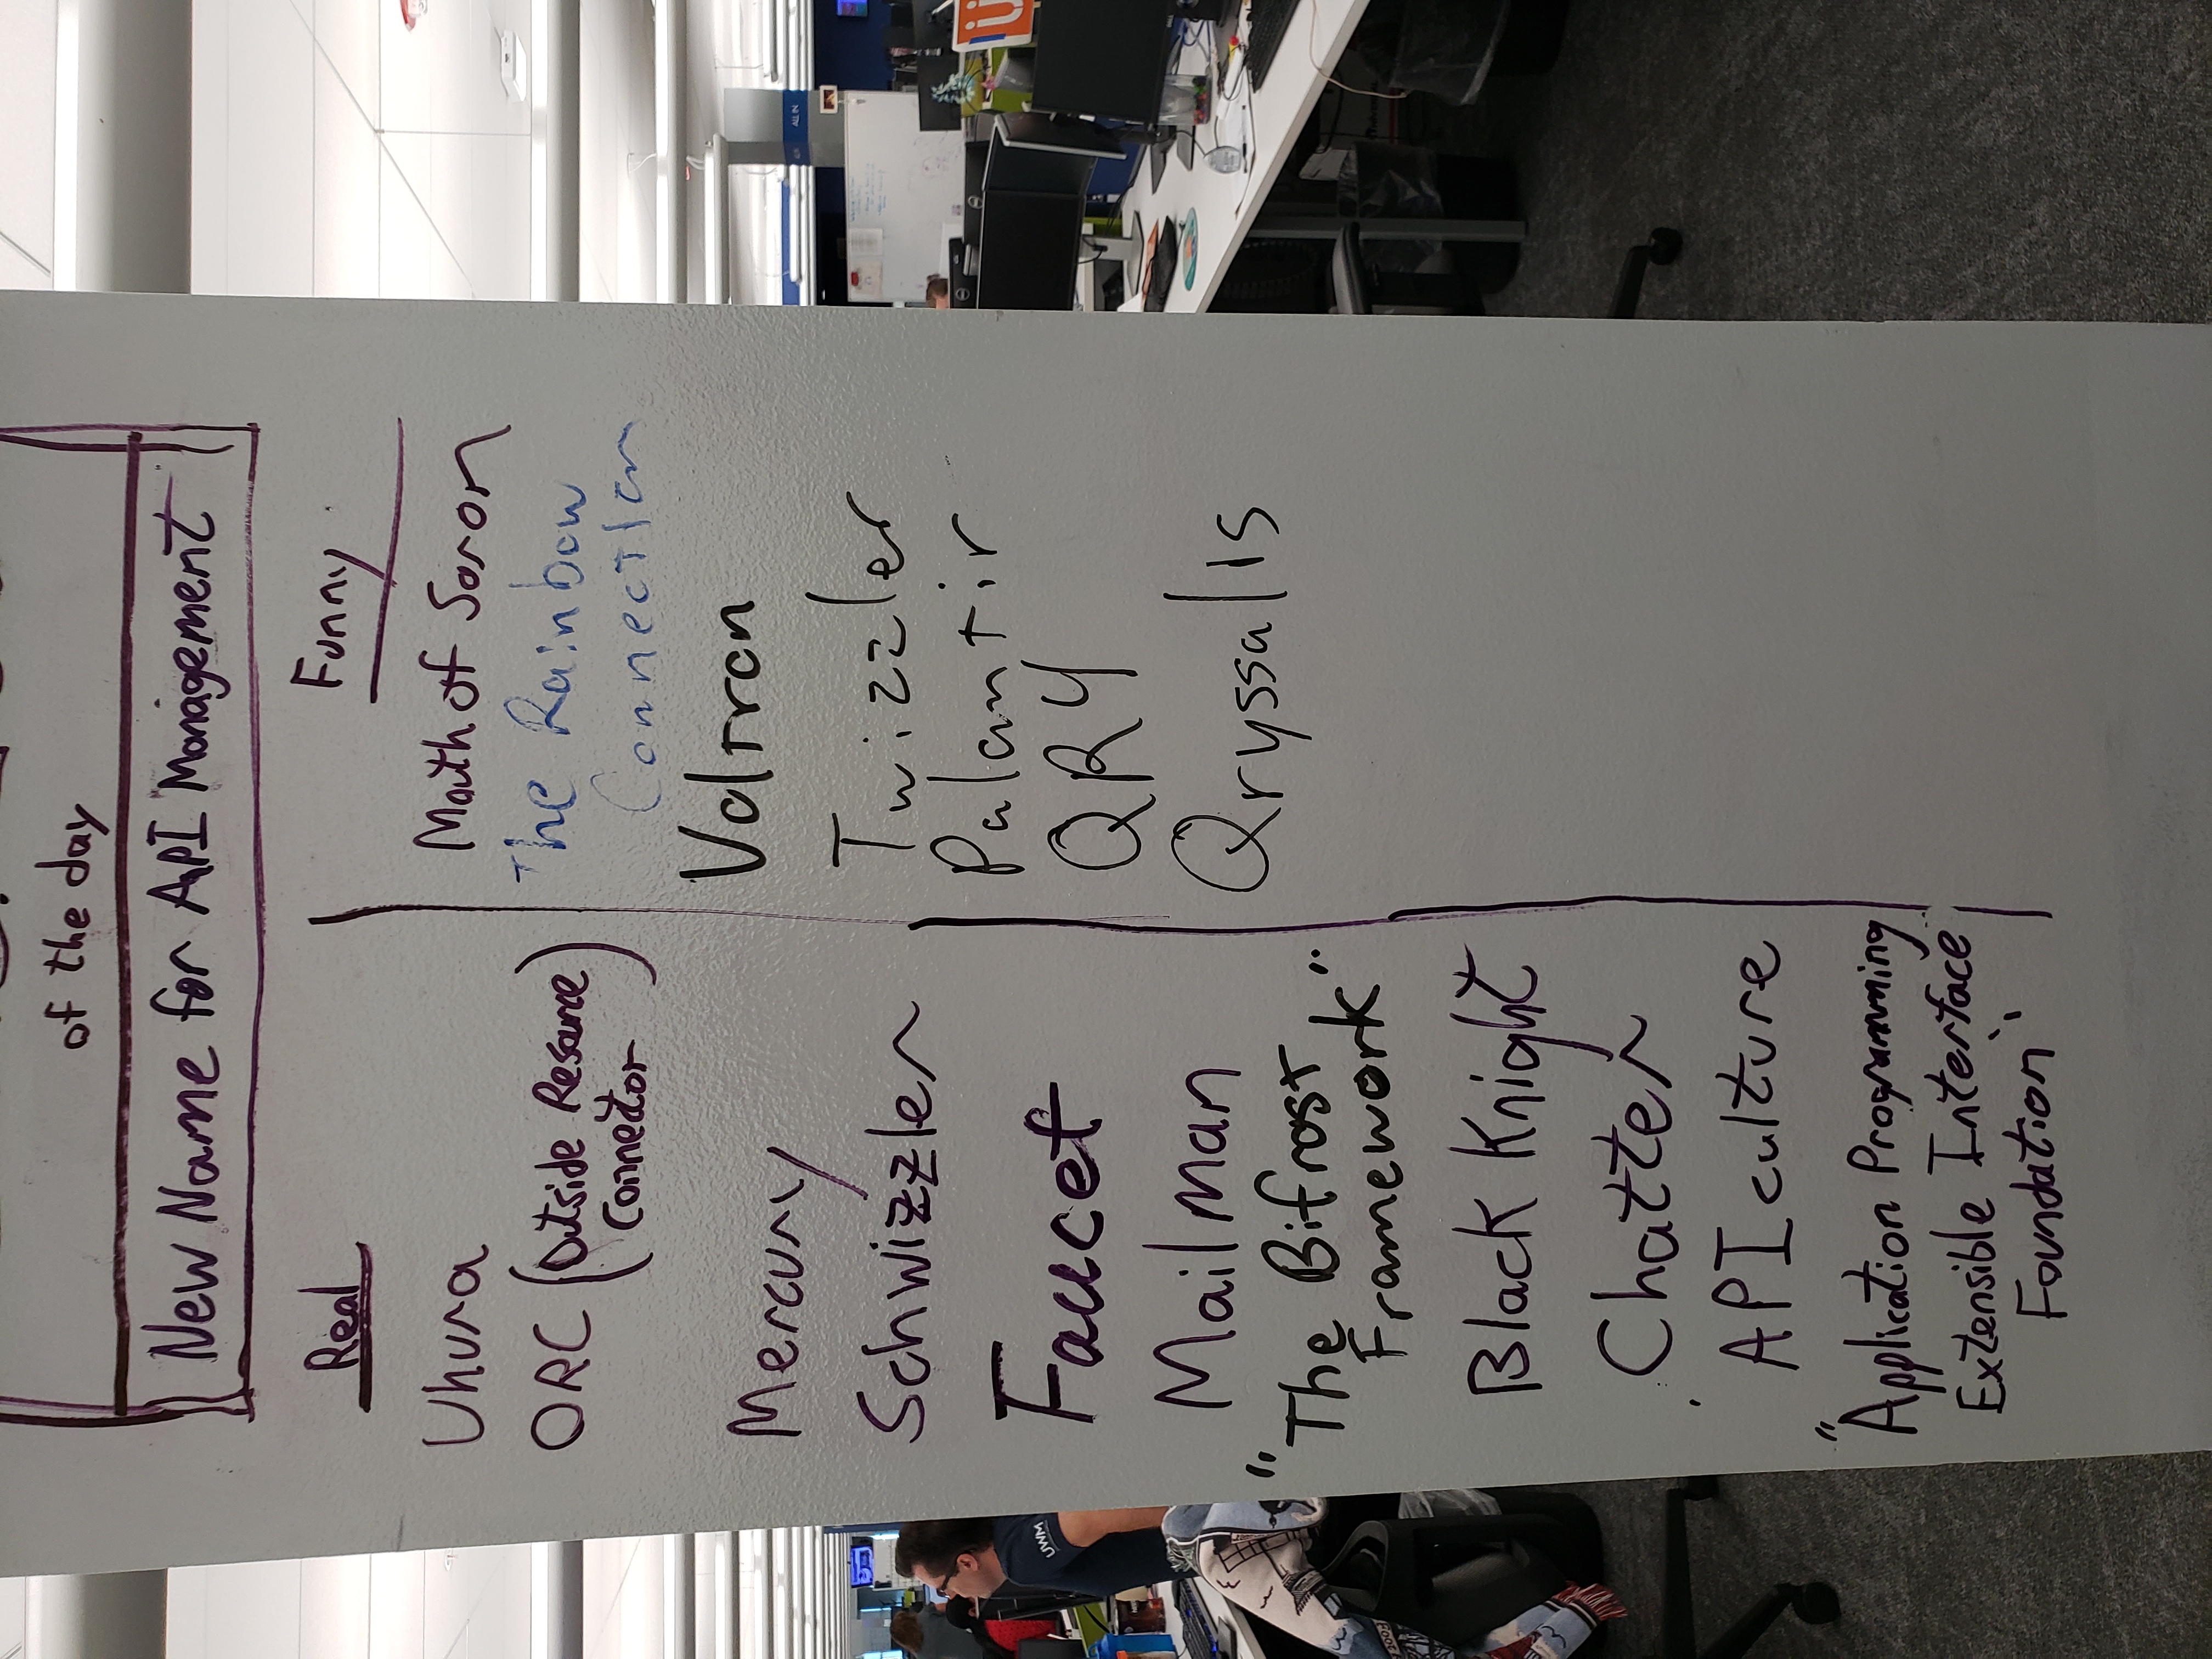 of the day
New Name for API Management
Real
Uhura
ORC (Outside Resource
Connector)
Mercury
Schwizzler
Faucet
Mailman
"The Bifrost
Framework"
Black Knight
Chatter
APIculture
"Application Programming
Extensible Interface
Foundation"
Funny
Mouth of Soron
The Rainbow
Connection
Voltron
Twizzler
Palantir
QR4
Qryssalis
UWM
ALL IN